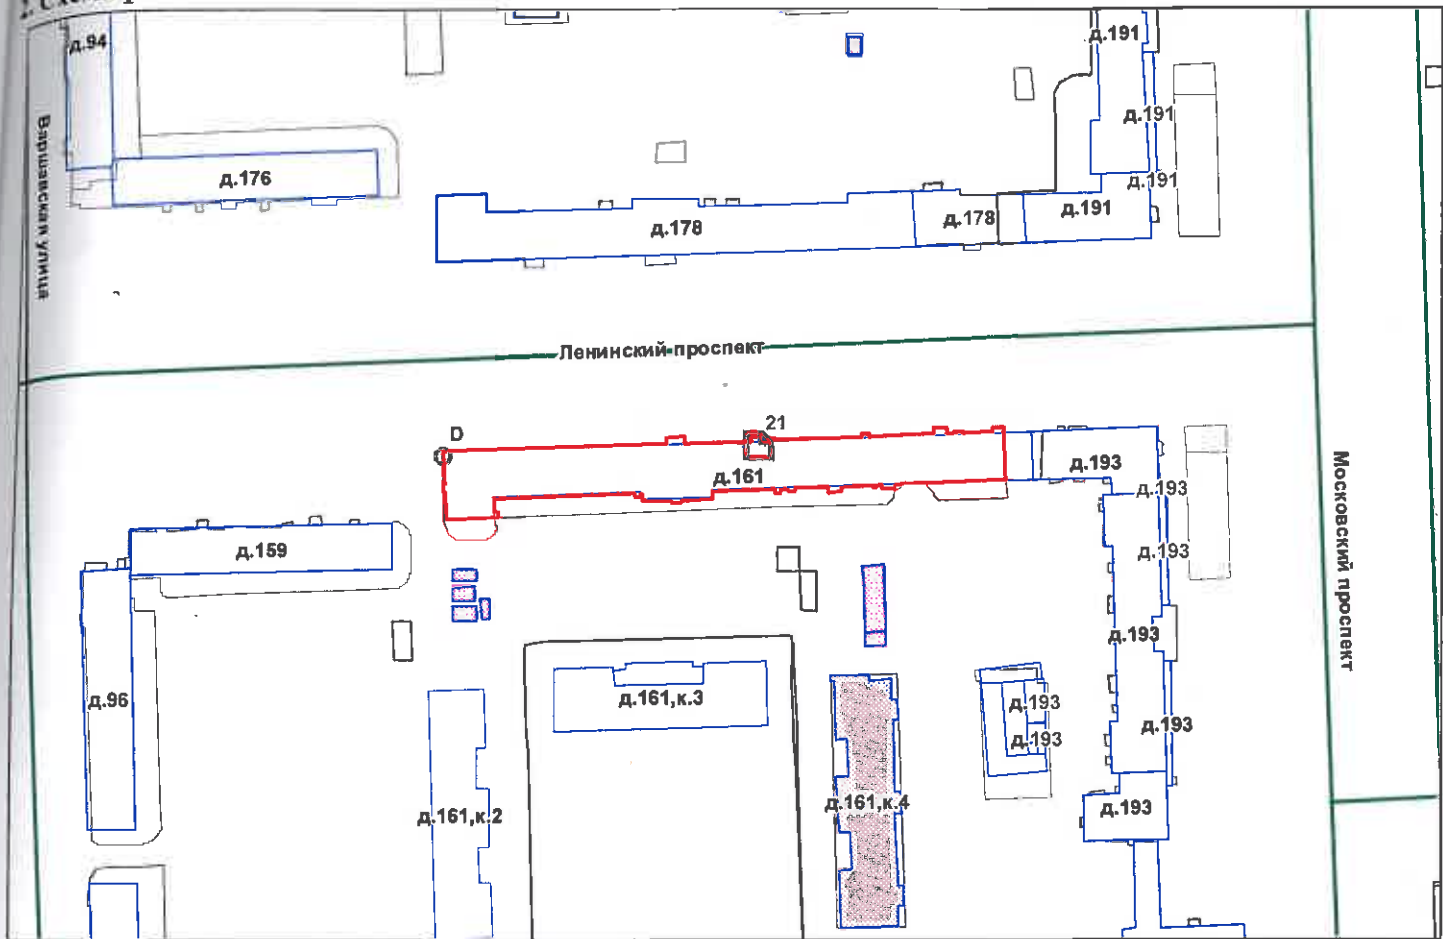 д.94
д.191
д.191
Варшавская улица
д.176
д.191
д.178
д.178
д.191
Ленинский проспект
D
21
д.161
д.193
д.193
Московский проспект
д.159
д.193
д.193
д.96
д.161,к.3
д.193
д.193
д.193
д.161,к.4
д.161,к.2
д.193